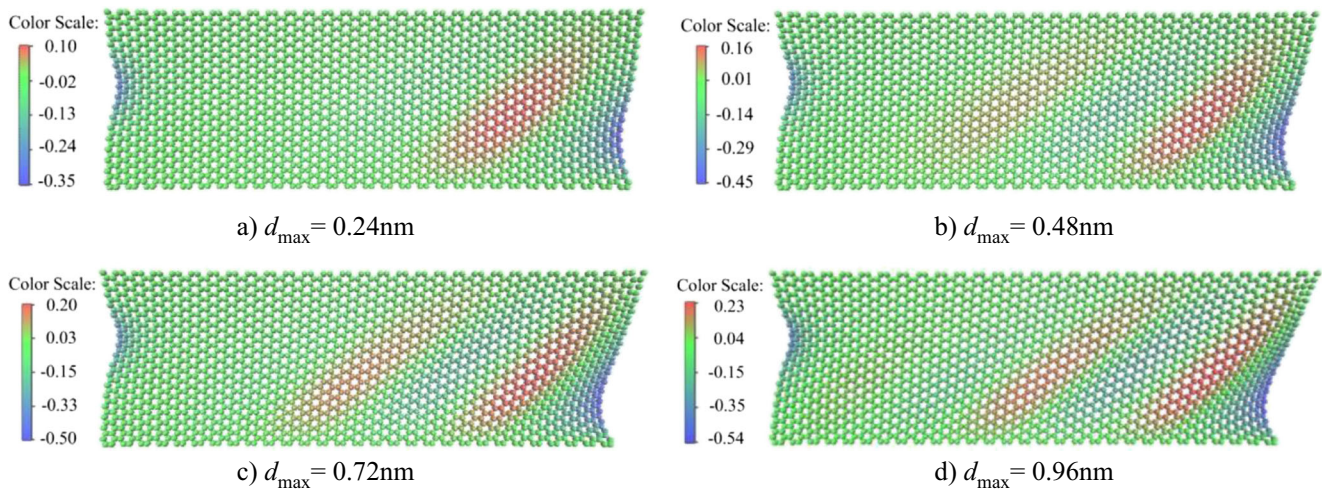 Color Scale:
0.10
-0.02
-0.13
-0.24
-0.35
a) dmax= 0.24nm
Color Scale:
0.16
0.01
-0.14
-0.29
-0.45
b) dmax= 0.48nm
Color Scale:
0.20
0.03
-0.15
-0.33
-0.50
c) dmax= 0.72nm
Color Scale:
0.23
0.04
-0.15
-0.35
-0.54
d) dmax= 0.96nm